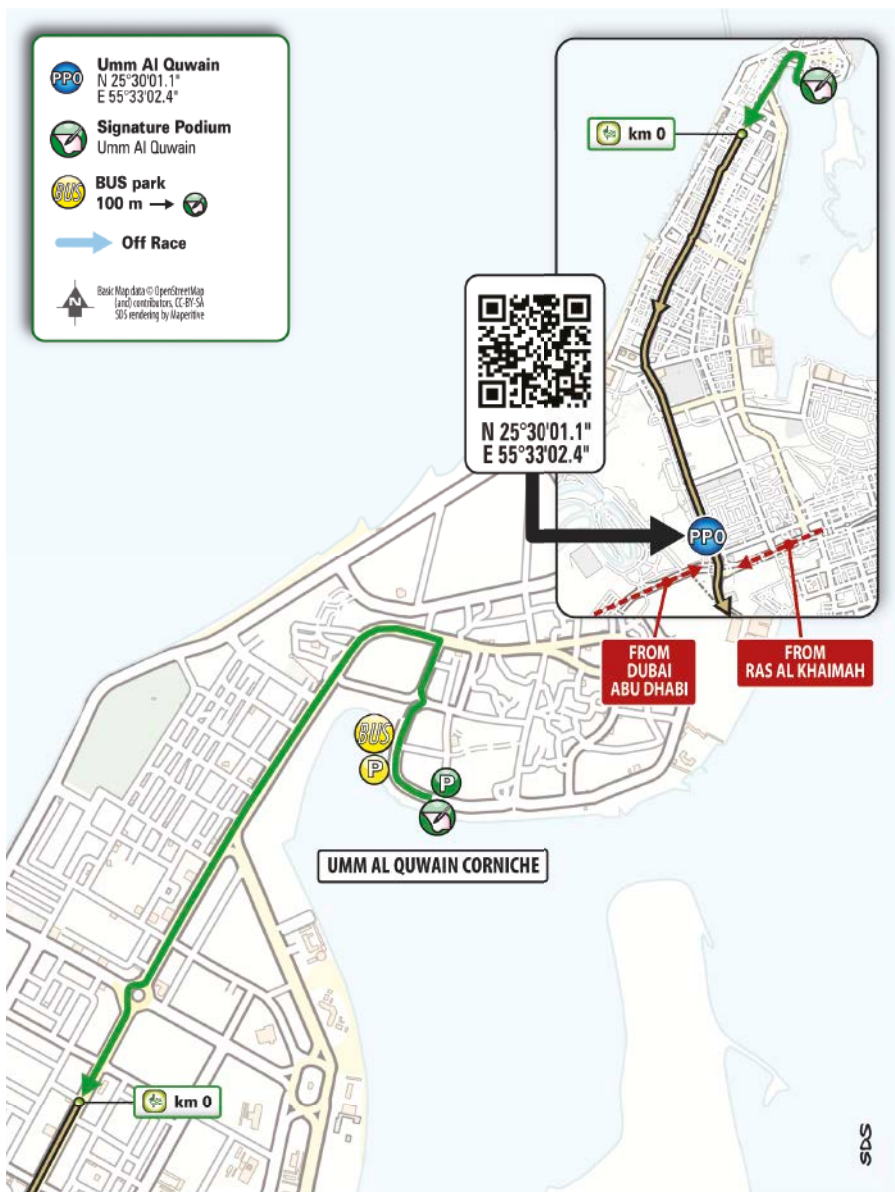 PPO
Umm Al Quwain
N 25°30'01.1"
E 55°33'02.4"
Signature Podium
Umm Al Quwain
BUS
BUS park
100 m →
Off Race
N
Basic Map data © OpenStreetMap
(and) contributors, CC-BY-SA
SDS rendering by Maperitive
km 0
N 25°30'01.1"
E 55°33'02.4"
PPO
FROM
DUBAI
ABU DHABI
FROM
RAS AL KHAIMAH
BUS
P
P
UMM AL QUWAIN CORNICHE
km 0
SDS